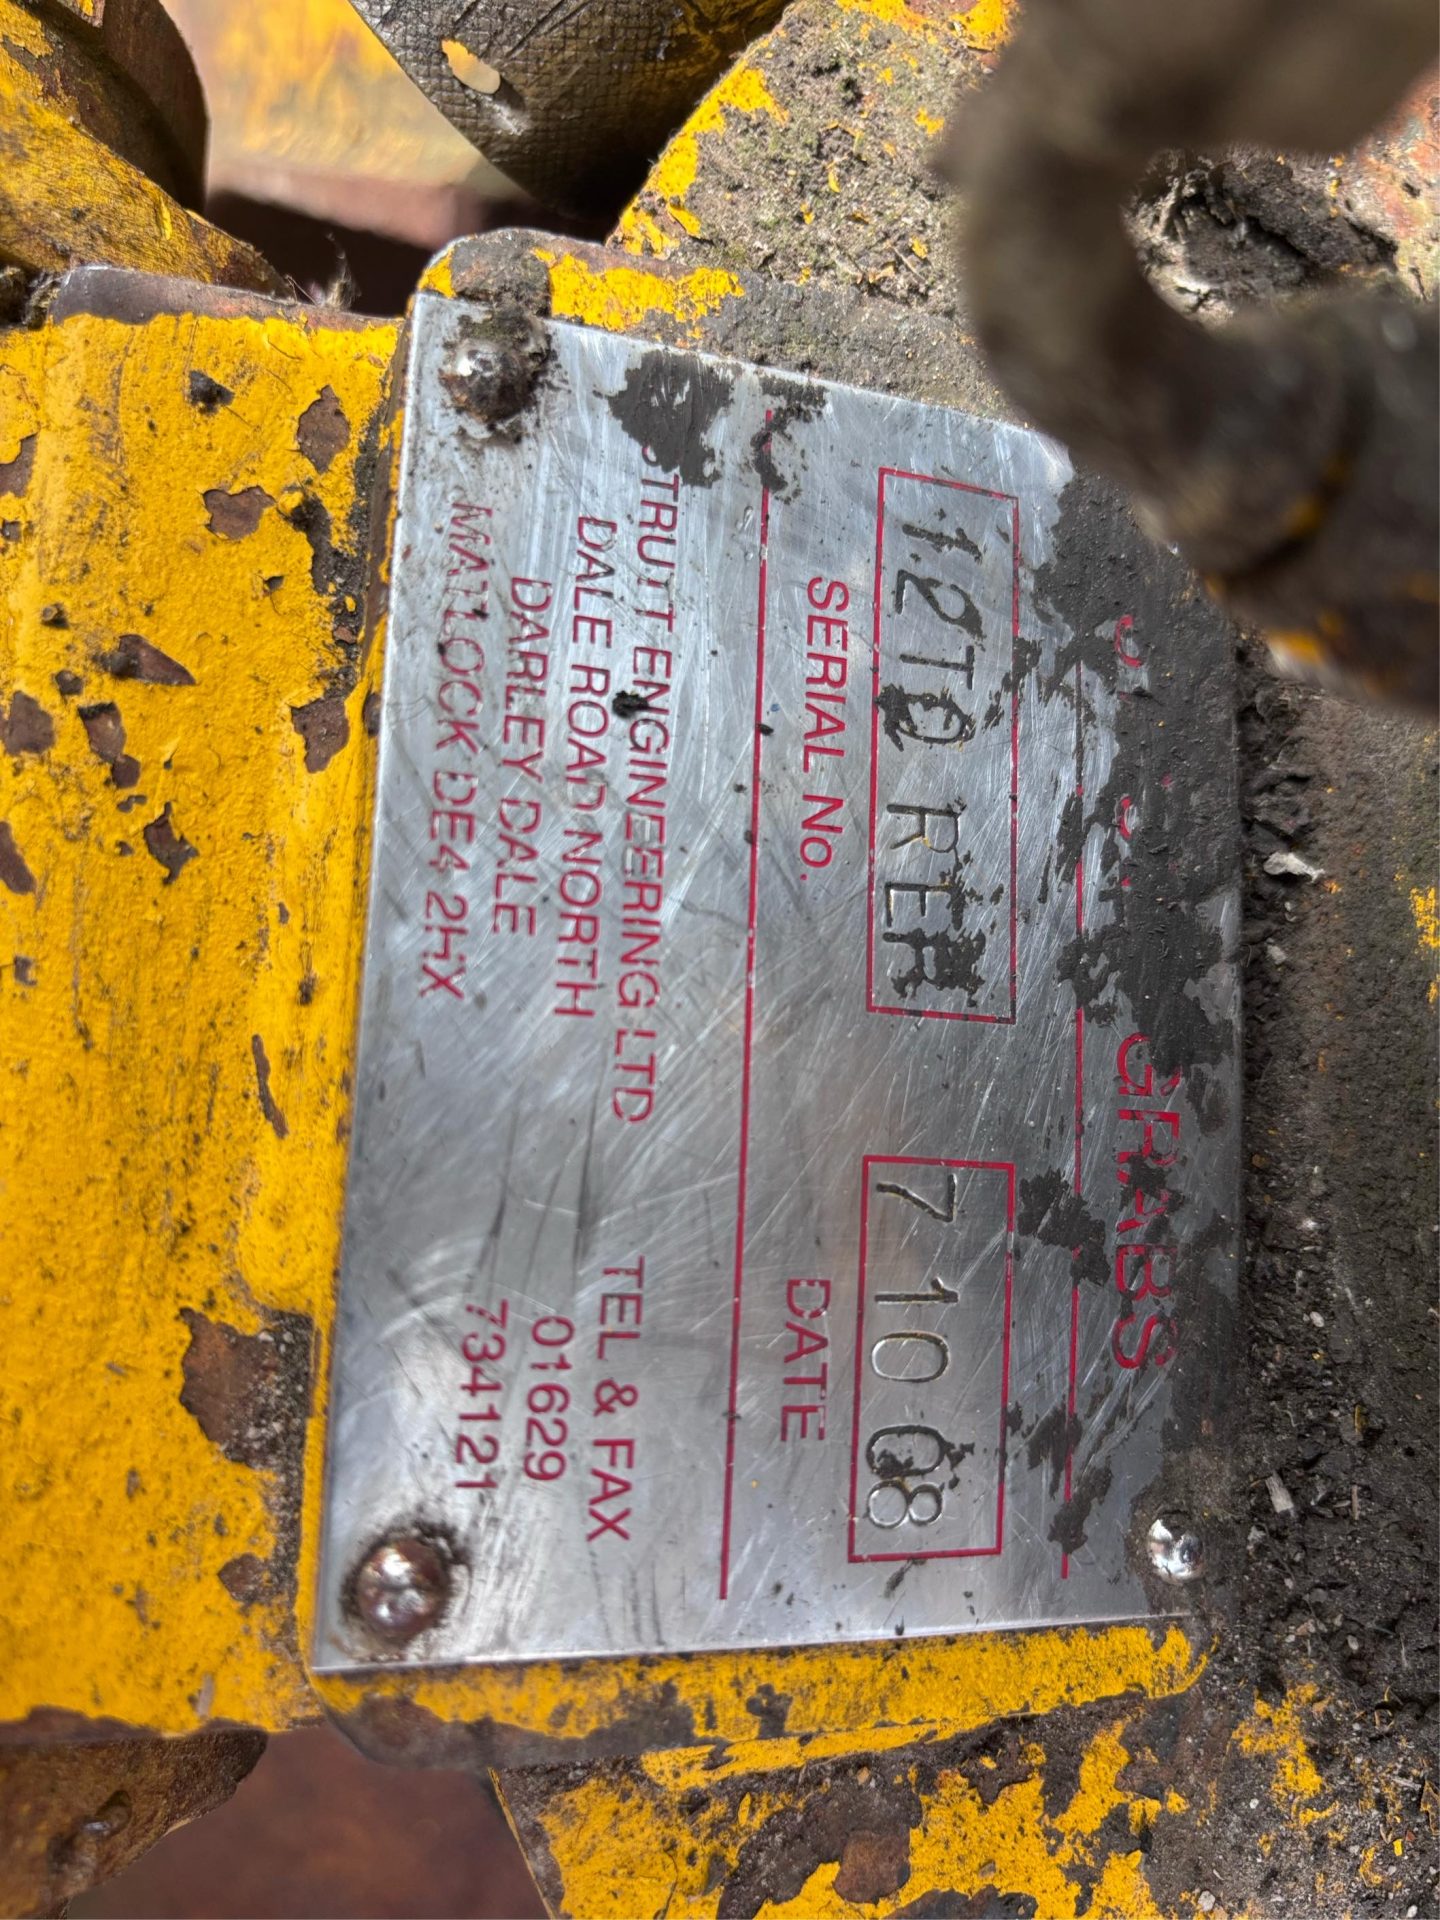 GRABS
12T0 RER
7 10 08
SERIAL No.
DATE
STRUTT ENGINEERING LTD
DALE ROAD NORTH
DARLEY DALE
MATLOCK DE4 2HX
TEL & FAX
01629
734121